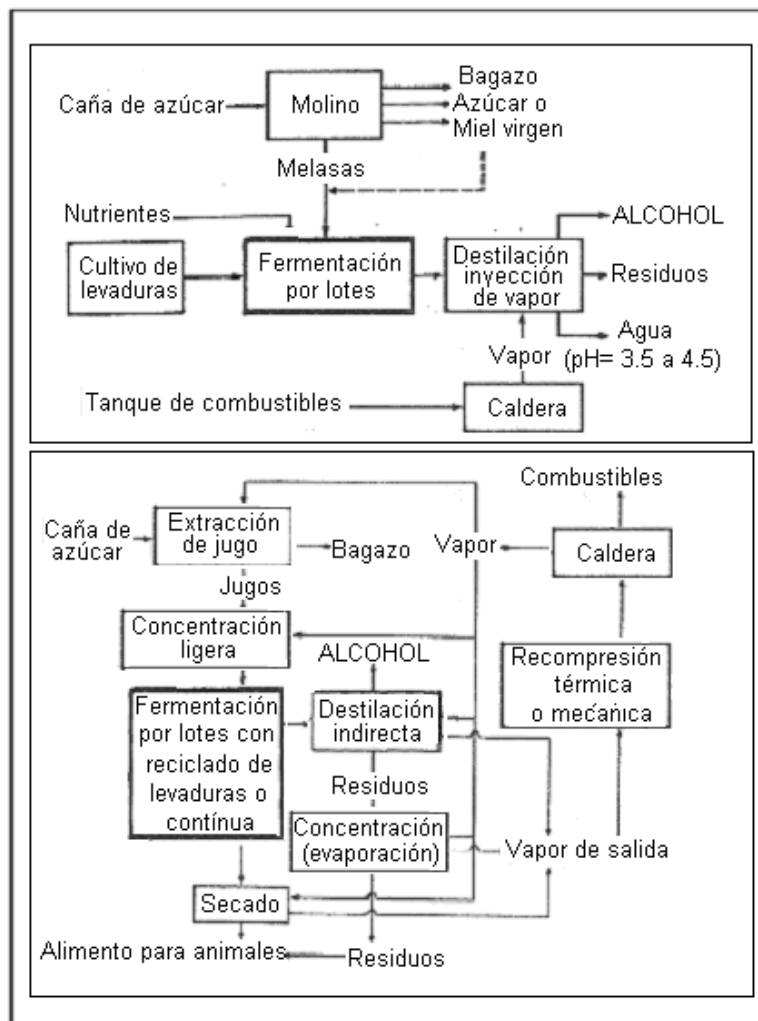 Bagazo
Caña de azúcar
Molino
Azúcar o
Miel virgen
Melasas
Nutrientes
ALCOHOL
Cultivo de
levaduras
Fermentación
por lotes
Destilación
inyección
de vapor
Residuos
Agua
Vapor
(pH= 3.5 a 4.5)
Tanque de combustibles
Caldera
Combustibles
Caña de
azúcar
Extracción
de jugo
Bagazo
Vapor
Caldera
Jugos
Concentración
ligera
ALCOHOL
Recompresión
térmica
o mecánica
Fermentación
por lotes con
reciclado de
levaduras o
contínua
Destilación
indirecta
Residuos
Concentración
(evaporación)
Vapor de salida
Secado
Alimento para animales
Residuos